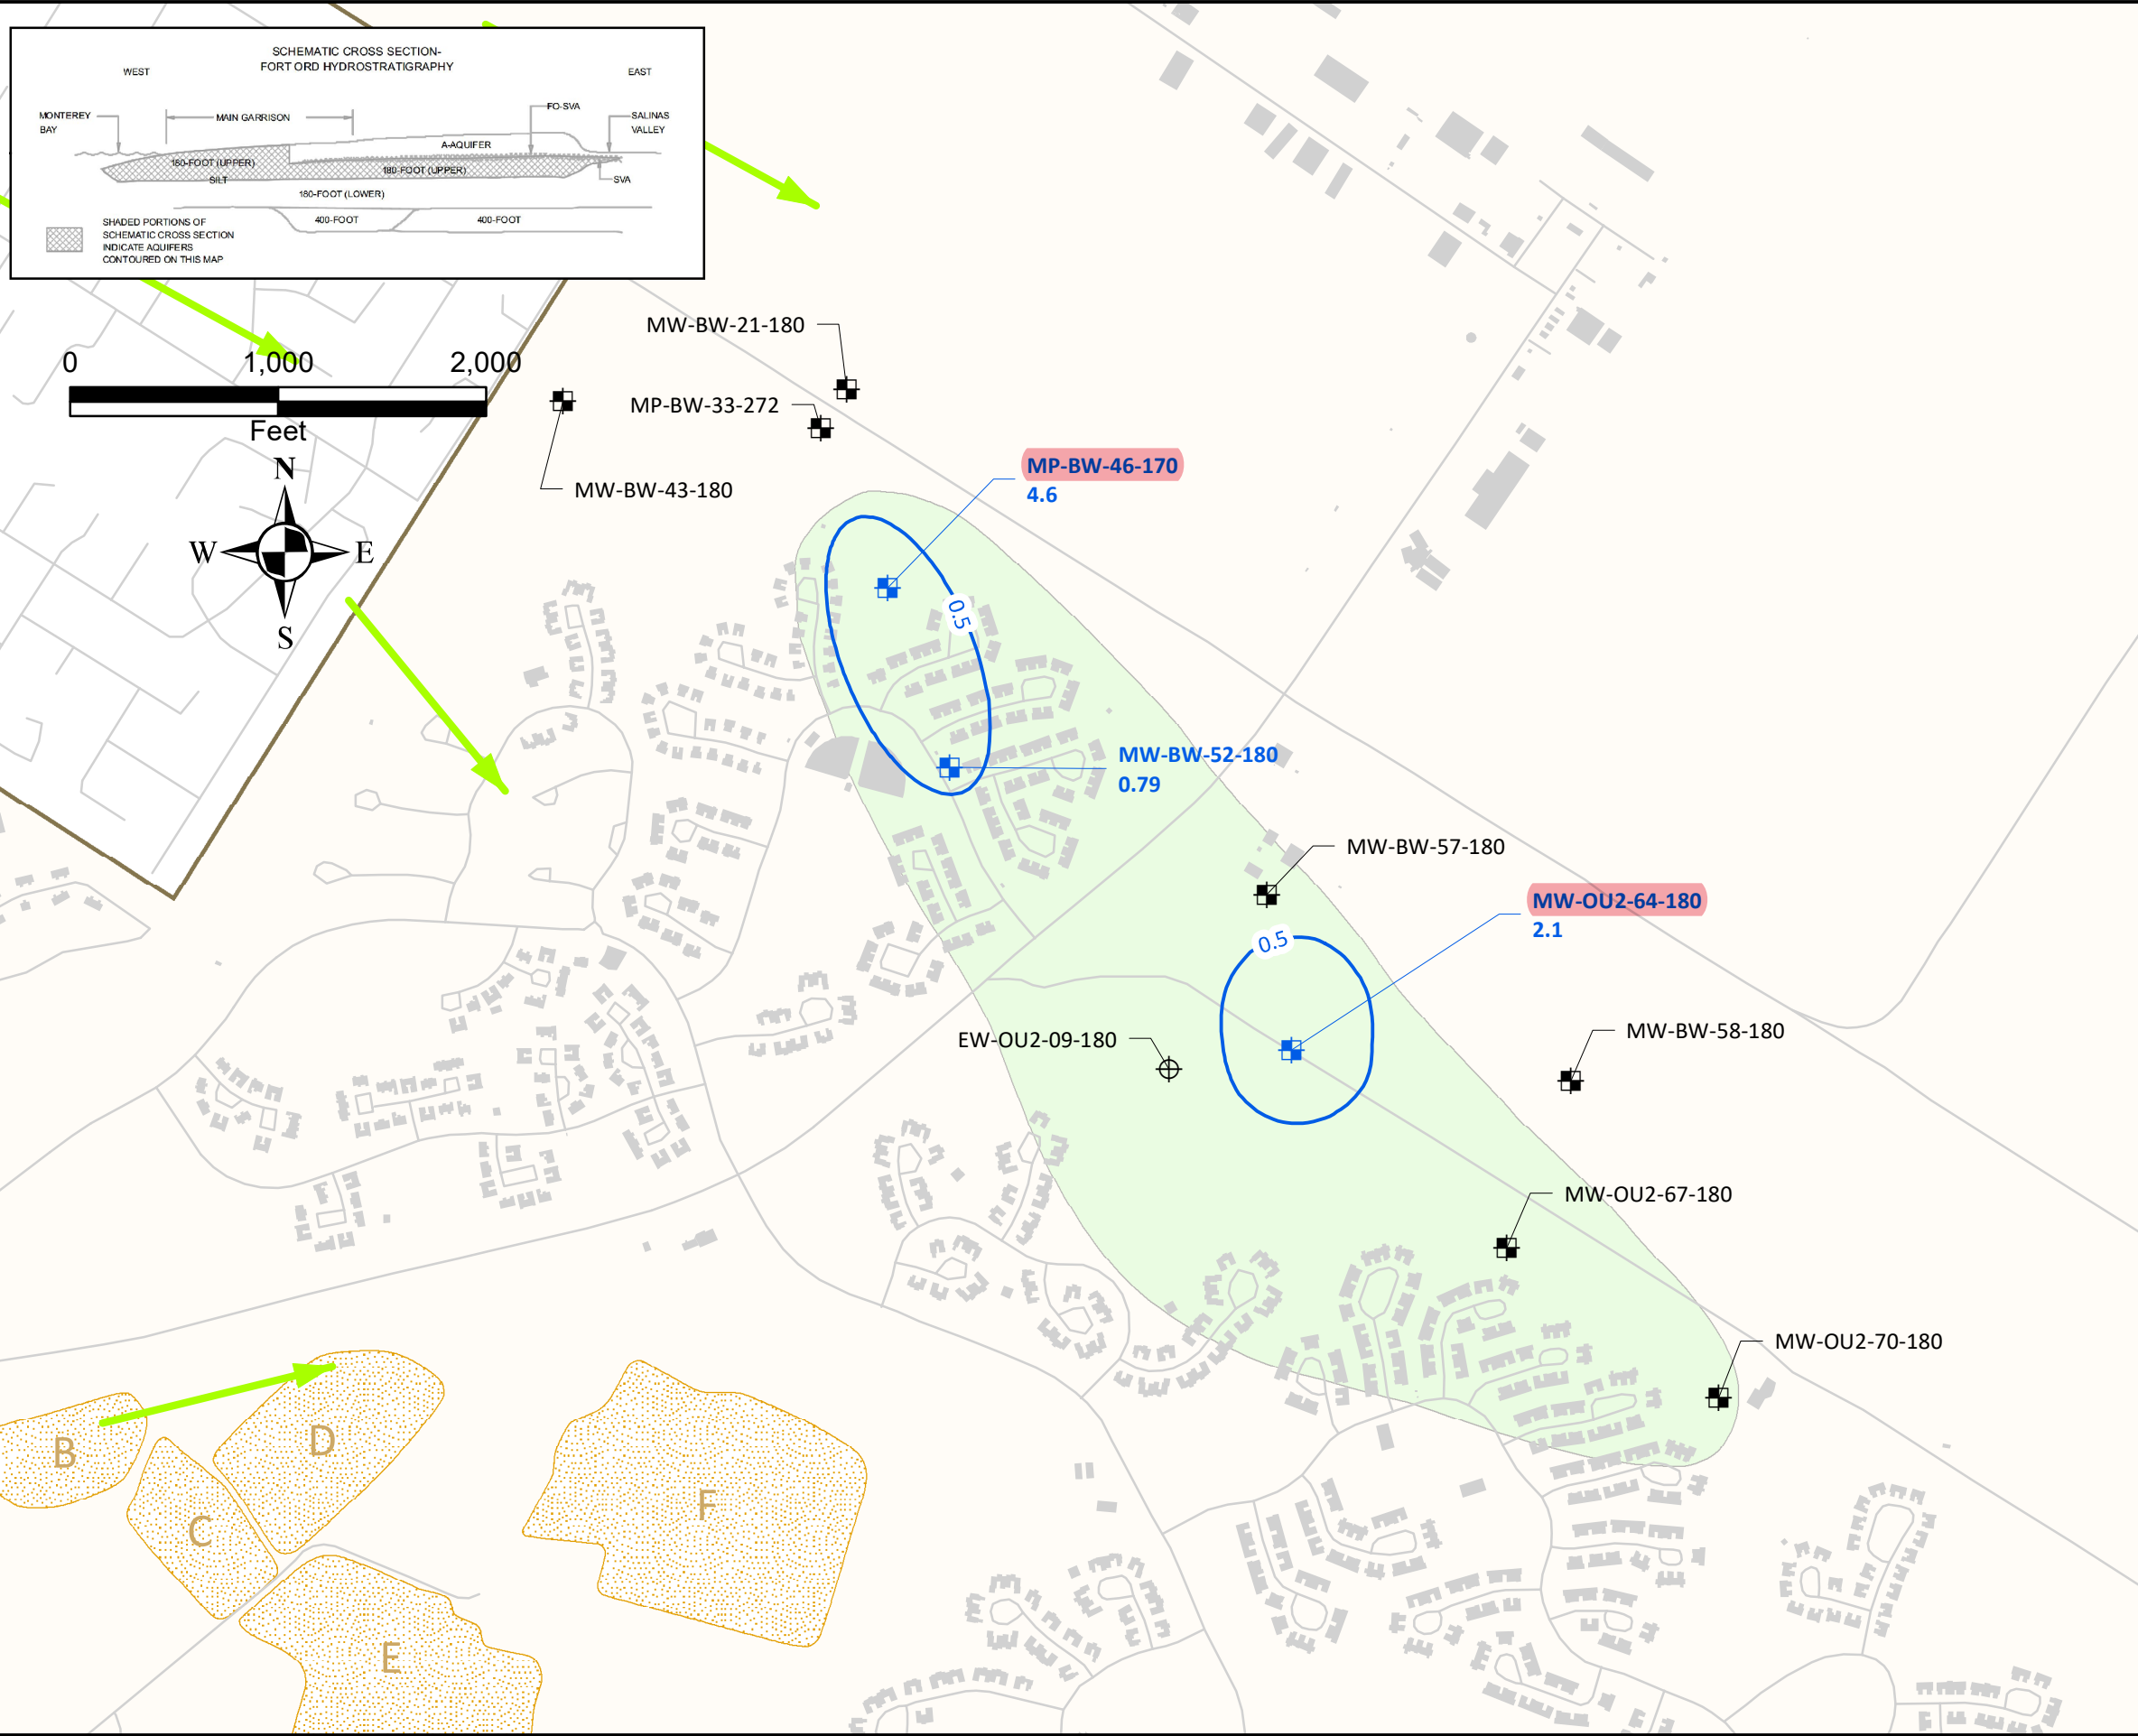 SCHEMATIC CROSS SECTION-
FORT ORD HYDROSTRATIGRAPHY
WEST
EAST
MONTEREY
BAY
MAIN GARRISON
FO-SVA
SALINAS
VALLEY
A-AQUIFER
180-FOOT (UPPER)
180-FOOT (UPPER)
SILT
SVA
180-FOOT (LOWER)
400-FOOT
400-FOOT
SHADED PORTIONS OF
SCHEMATIC CROSS SECTION
INDICATE AQUIFERS
CONTOURED ON THIS MAP
0 1,000 2,000
Feet
N
W E
S
MW-BW-21-180
MP-BW-33-272
MW-BW-43-180
MP-BW-46-170
4.6
0.5
MW-BW-52-180
0.79
MW-BW-57-180
MW-OU2-64-180
2.1
0.5
EW-OU2-09-180
MW-BW-58-180
MW-OU2-67-180
MW-OU2-70-180
B
D
C
F
E